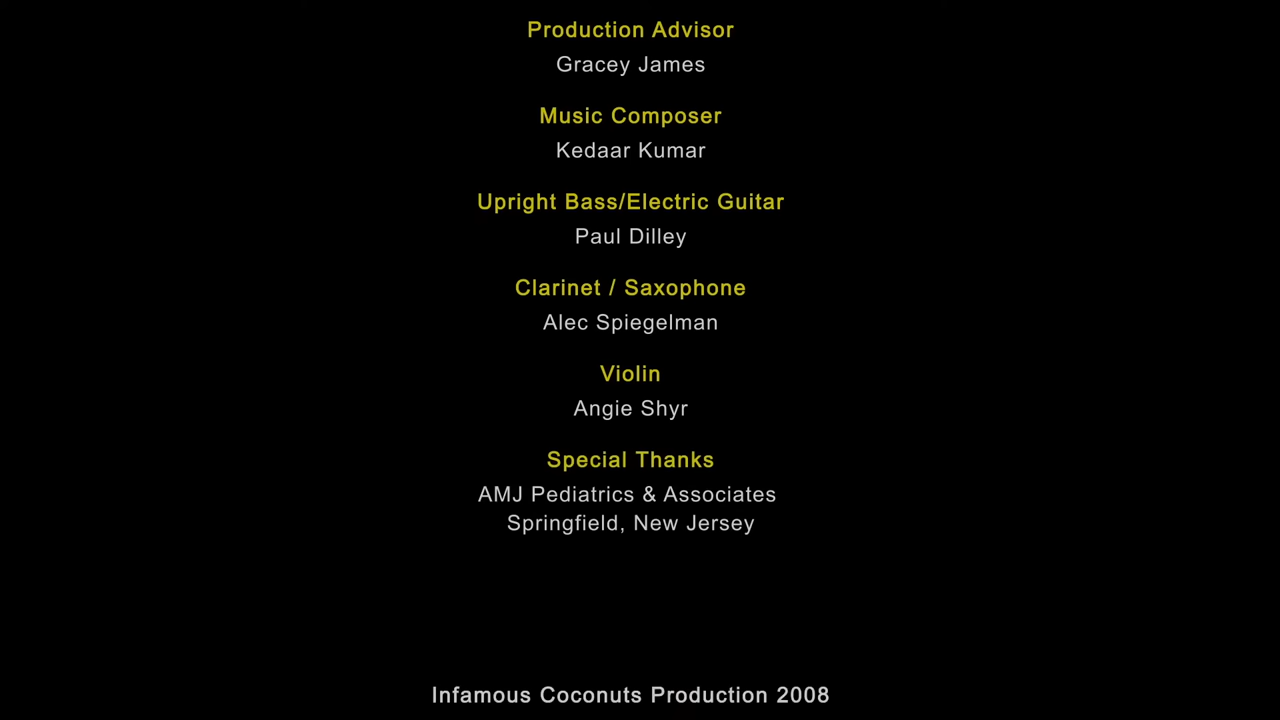 Production Advisor
Gracey James
Music Composer
Kedaar Kumar
Upright Bass/Electric Guitar
Paul Dilley
Clarinet / Saxophone
Alec Spiegelman
Violin
Angie Shyr
Special Thanks
AMJ Pediatrics & Associates
Springfield, New Jersey
Infamous Coconuts Production 2008